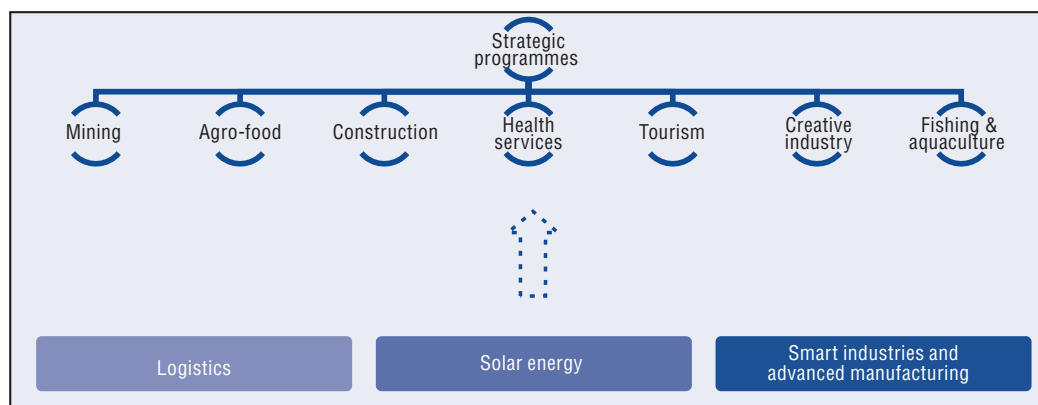 Strategic
programmes
Mining
Agro-food
Construction
Health
services
Tourism
Creative
industry
Fishing &
aquaculture
Logistics
Solar energy
Smart industries and
advanced manufacturing